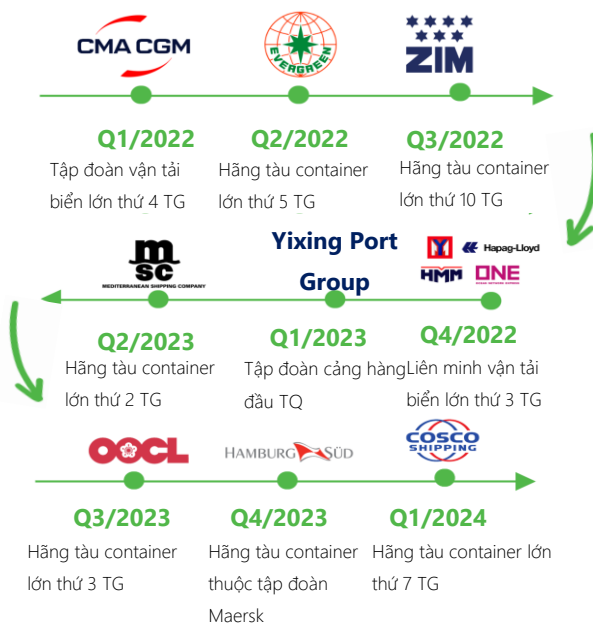 CMA CGM
EVERGREEN
ZIM
Q1/2022
Tập đoàn vận tải
biển lớn thứ 4 TG
Q2/2022
Hãng tàu container
lớn thứ 5 TG
Q3/2022
Hãng tàu container
lớn thứ 10 TG
m
sc
MEDITERRANEAN SHIPPING COMPANY
Yixing Port
Group
Y
Hapag-Lloyd
HMM
ONE
OCEAN NETWORK EXPRESS
Q2/2023
Hãng tàu container
lớn thứ 2 TG
Q1/2023
Tập đoàn cảng hàng
đầu TQ
Q4/2022
Liên minh vận tải
biển lớn thứ 3 TG
OOCL
HAMBURG SÜD
COSCO
SHIPPING
Q3/2023
Hãng tàu container
lớn thứ 3 TG
Q4/2023
Hãng tàu container
thuộc tập đoàn
Maersk
Q1/2024
Hãng tàu container lớn
thứ 7 TG